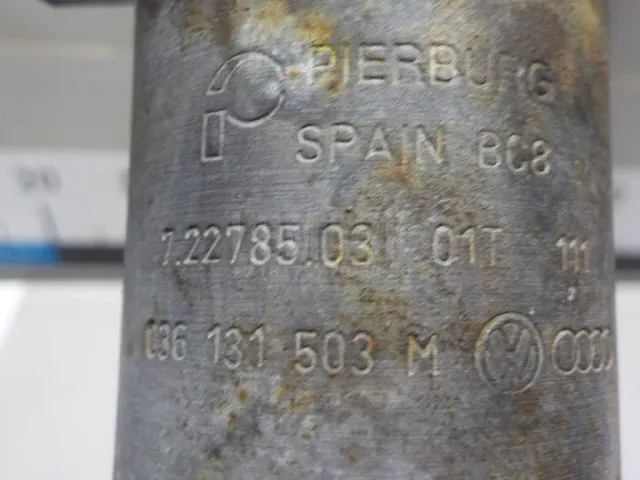 PIERBURG
SPAIN BC8
7.22785.03 01T 111
036 131 503 M